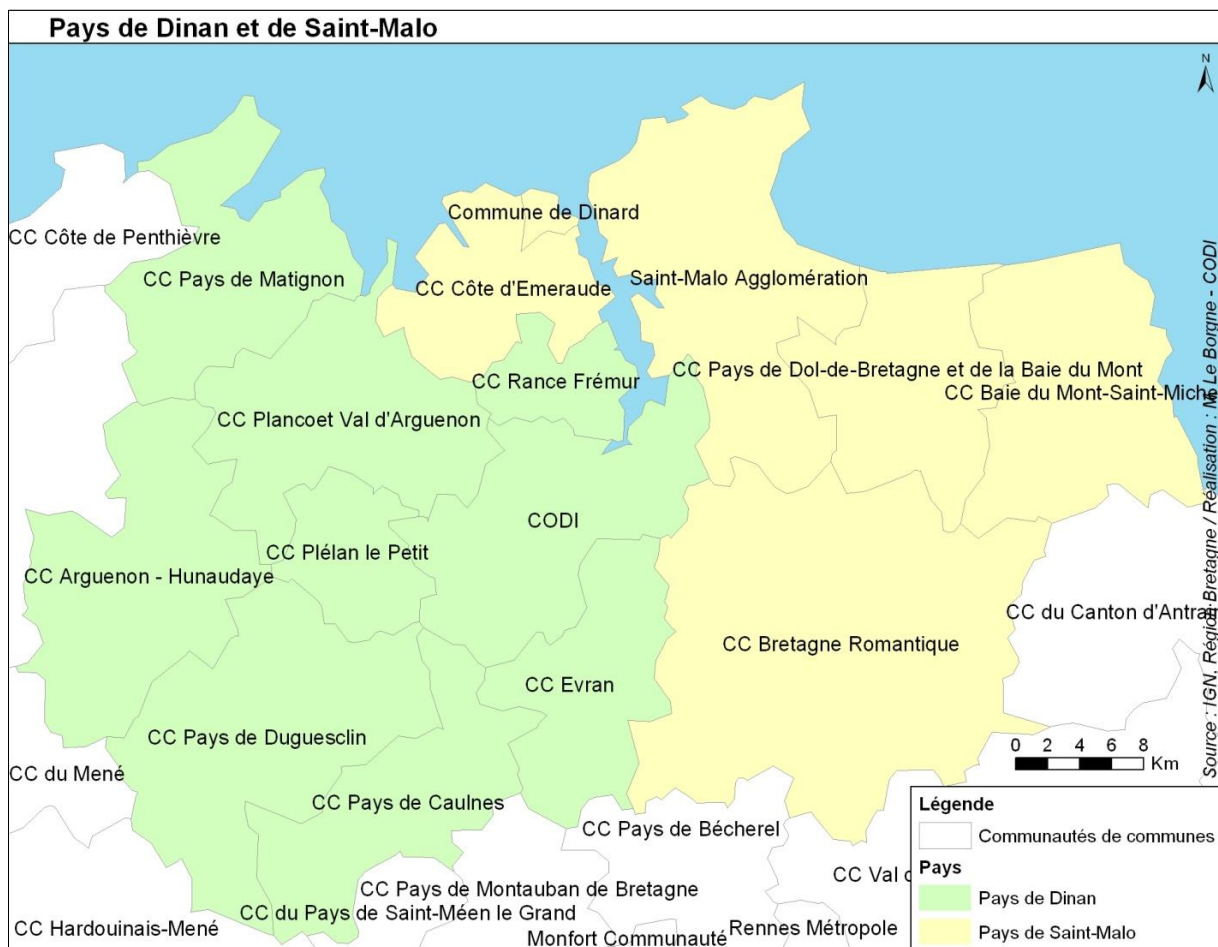 Pays de Dinan et de Saint-Malo
N
Commune de Dinard
CC Côte de Penthièvre
CC Pays de Matignon
Saint-Malo Agglomération
CC Côte d'Emeraude
CC Pays de Dol-de-Bretagne et de la Baie du Mont
CC Rance Frémur
CC Baie du Mont-Saint-Miche
CC Plancoet Val d'Arguenon
CODI
CC Plélan le Petit
CC Arguenon - Hunaudaye
CC du Canton d'Antrai
CC Bretagne Romantique
CC Evran
CC Pays de Duguesclin
CC du Mené
CC Pays de Caulnes
CC Pays de Bécherel
CC Val
CC Pays de Montauban de Bretagne
CC du Pays de Saint-Méen le Grand
CC Hardouinais-Mené
Monfort Communauté
Rennes Métropole
0 2 4 6 8
Km
Légende
Communautés de communes
Pays
Pays de Dinan
Pays de Saint-Malo
Source : IGN, Région Bretagne / Réalisation : M. Le Borgne - CODI